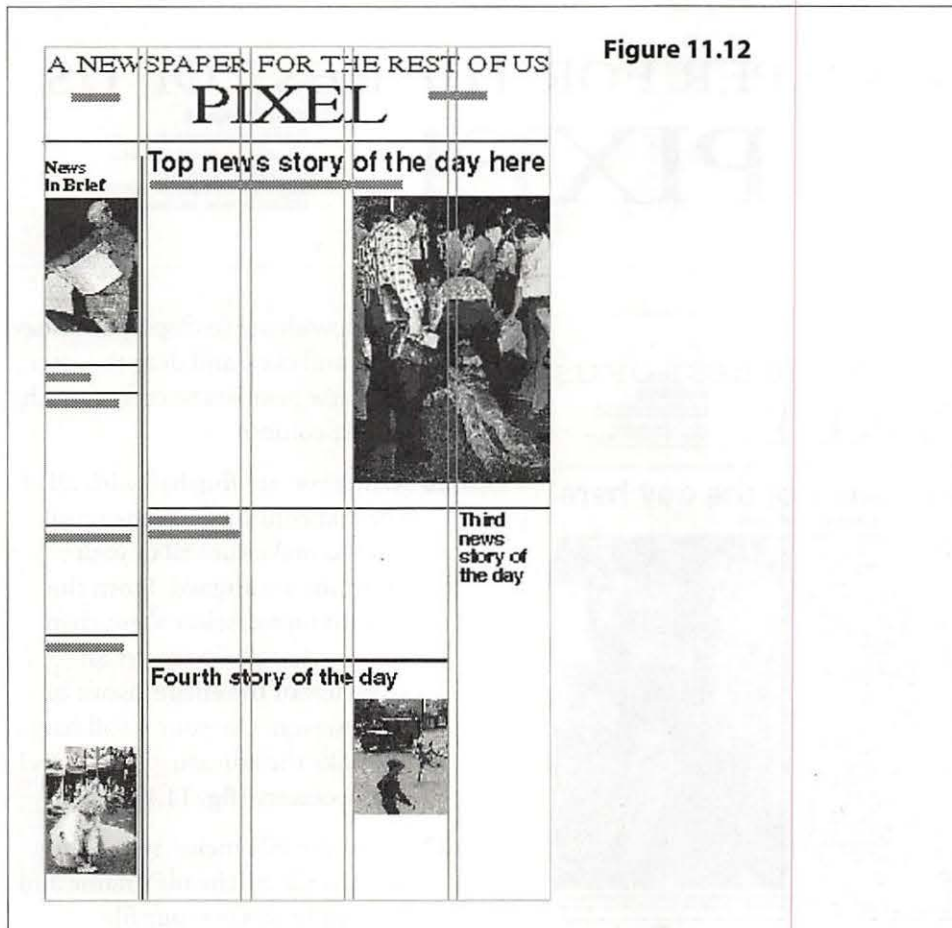 Figure 11.12
A NEWSPAPER FOR THE REST OF US
PIXEL
News
In Brief
Top news story of the day here
Third
news
story of
the day
Fourth story of the day